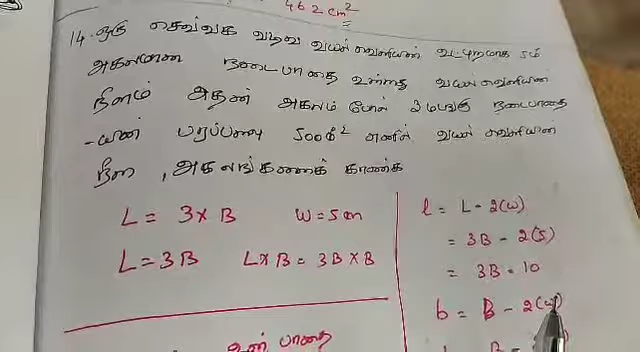 462 cm²
14. ஒரு செவ்வக வடிவ வயல்வெளியின் உட்புறமாக 5மீ
அகலமான நடைபாதை உள்ளது வயல்வெளியின்
நீளம் அதன் அகலம் போல் 3 மடங்கு நடைபாதை
-யின் பரப்பளவு 500மீ² எனில் வயல்வெளியின்
நீள, அகலங்களைக் காண்க
L = 3 × B W = 5m
L = 3B L × B = 3B × B
l = L - 2(W)
= 3B - 2(5)
= 3B - 10
b = B - 2(W)
பாதை